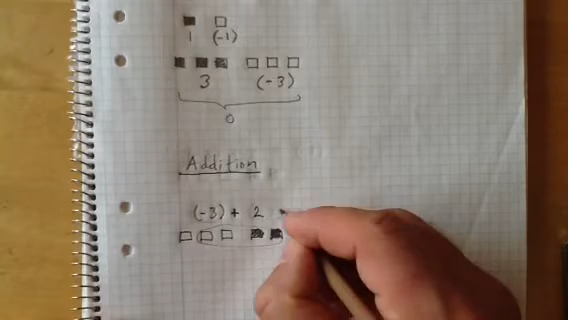 1 (-1)
3 (-3)
0
Addition
(-3) + 2